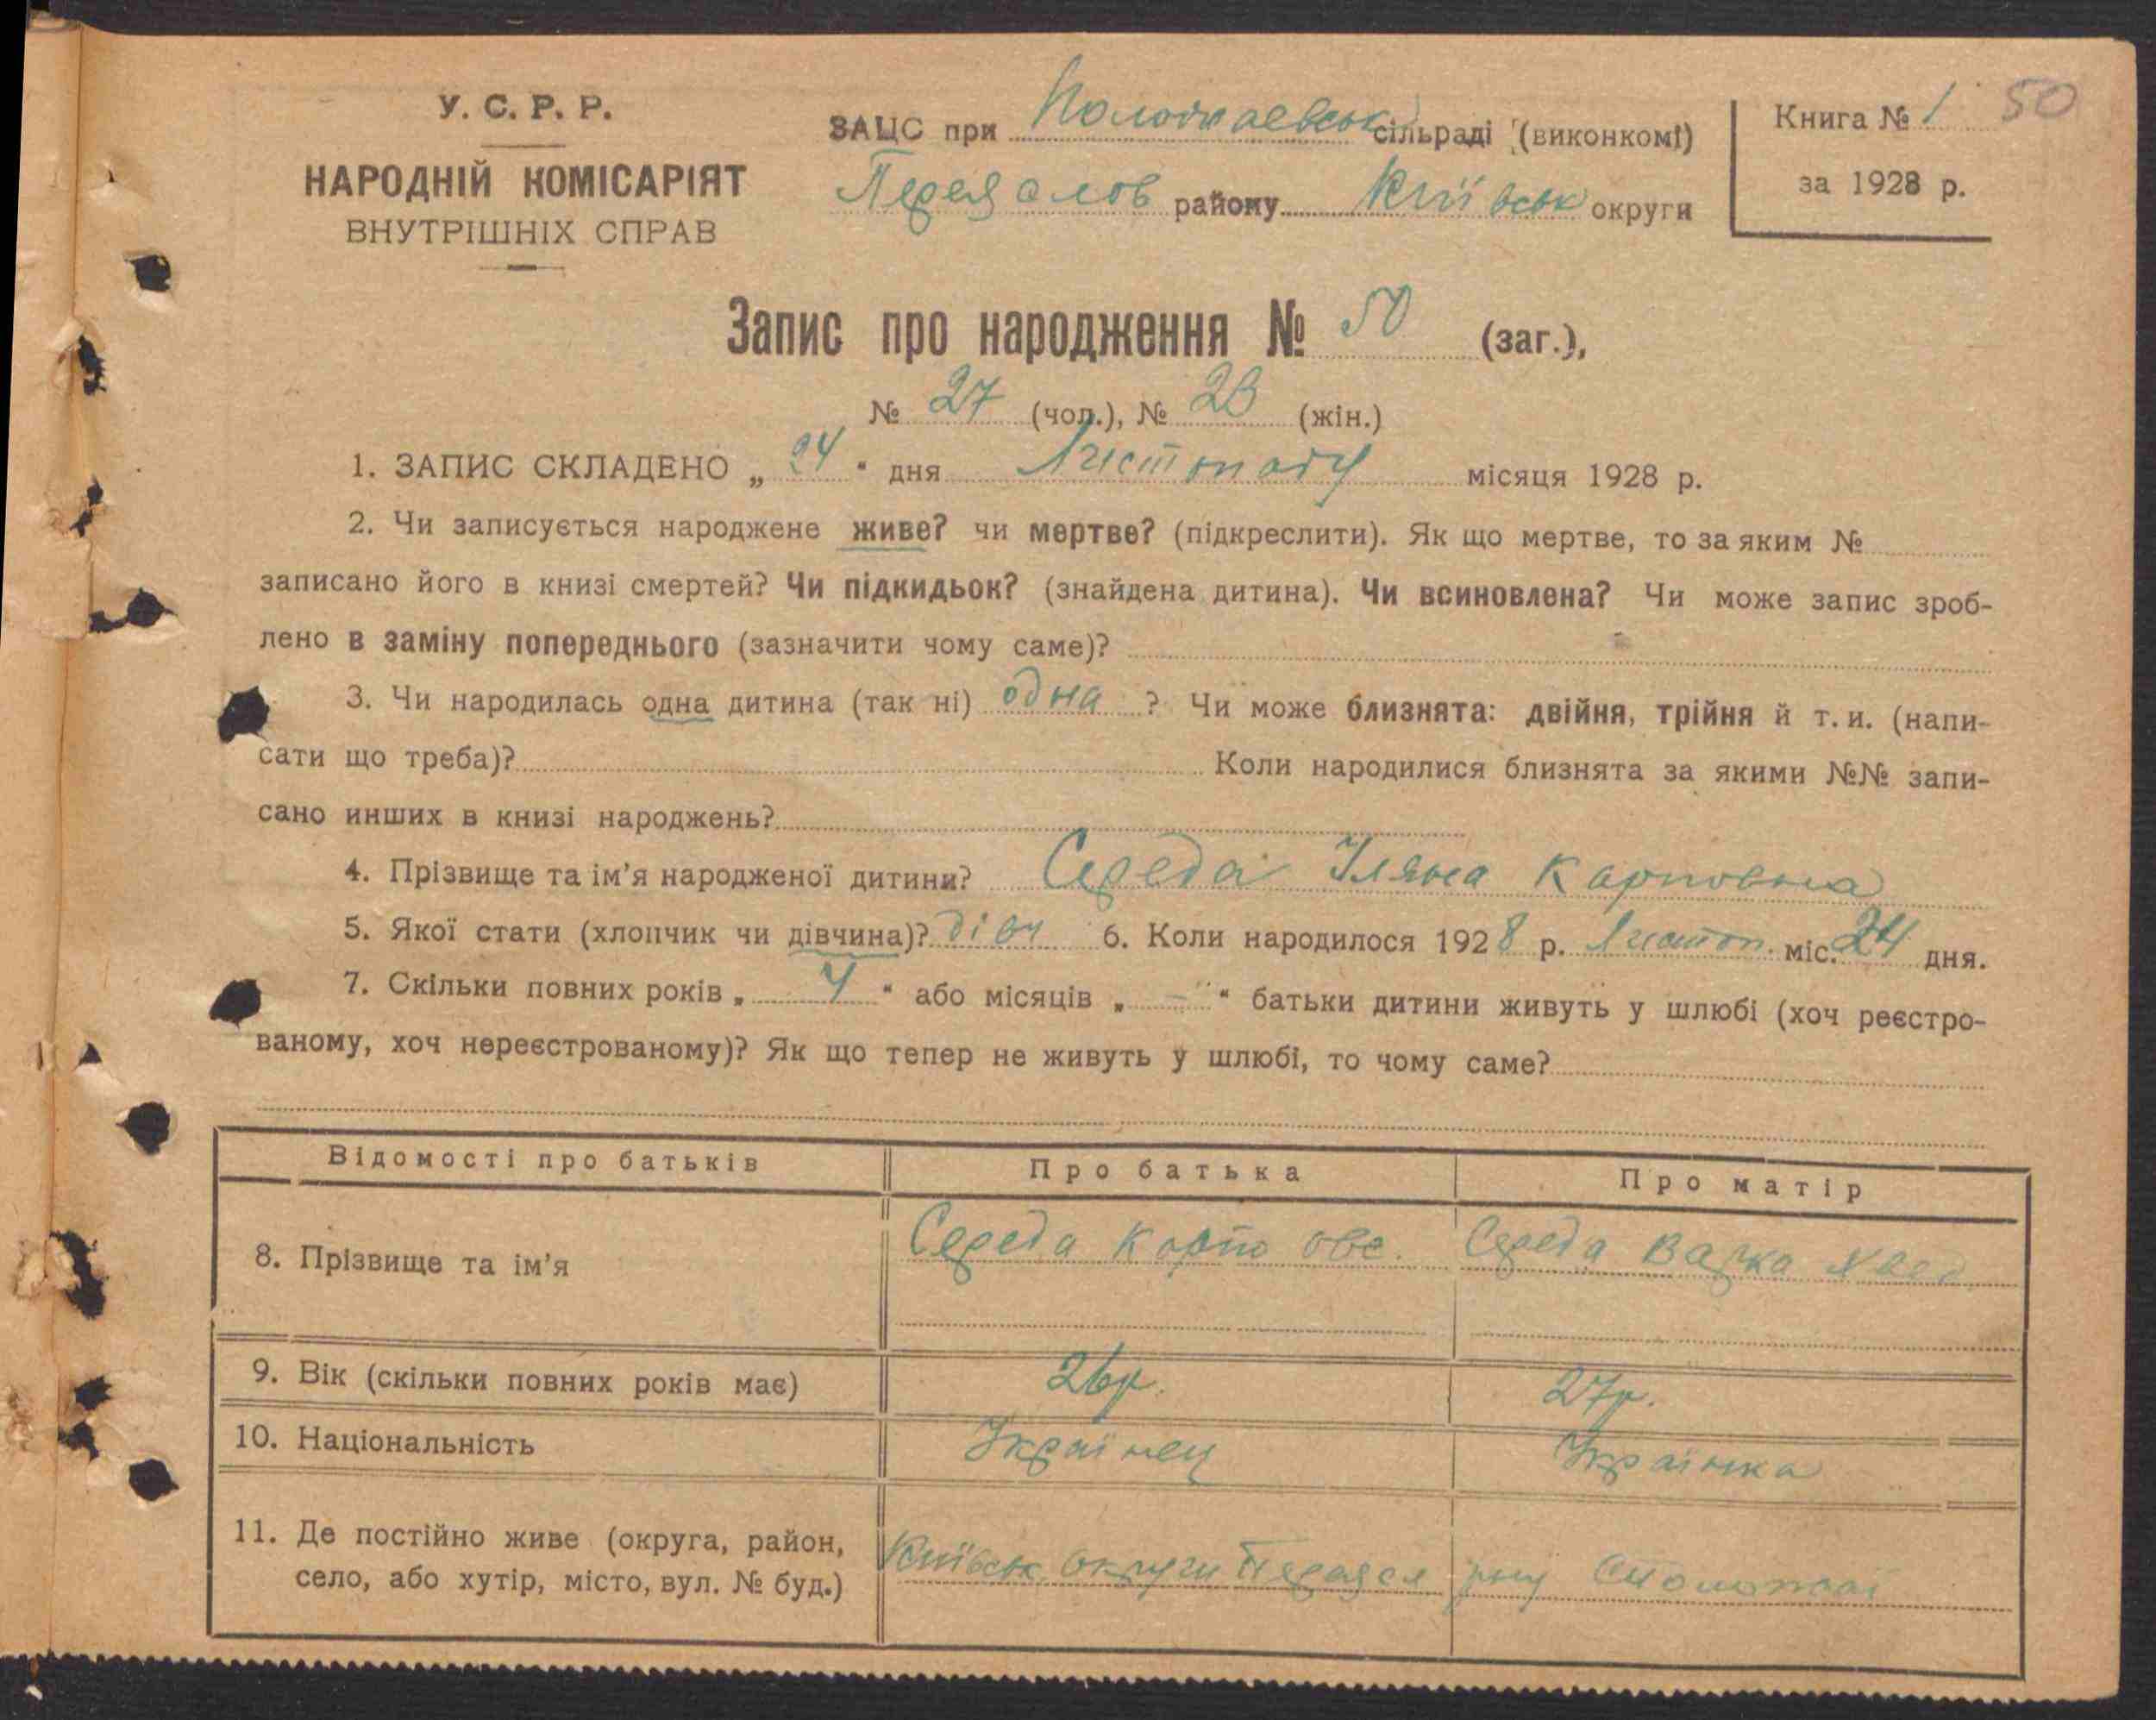 У. С. Р. Р.
НАРОДНІЙ КОМІСАРІЯТ
ВНУТРІШНІХ СПРАВ
ЗАЦС при сільраді (виконкомі)
Переяслов району Київськ округи
Книга № 1 50
за 1928 р.
Запис про народження № 50 (заг.),
№ 27 (чол.), № 23 (жін.)
1. ЗАПИС СКЛАДЕНО „ 24 “ дня Листопаду місяця 1928 р.
2. Чи записується народжене живе? чи мертве? (підкреслити). Як що мертве, то за яким №
записано його в книзі смертей? Чи підкидьок? (знайдена дитина). Чи всиновлена? Чи може запис зроб-
лено в заміну попереднього (зазначити чому саме)?
3. Чи народилась одна дитина (так ні) одна ? Чи може близнята: двійня, трійня й т. и. (напи-
сати що треба)? Коли народилися близнята за якими №№ запи-
сано инших в книзі народжень?
4. Прізвище та ім’я народженої дитини? Середа Уляна Карповна
5. Якої стати (хлопчик чи дівчина)? дівч 6. Коли народилося 1928 р. Листоп. міс. 24 дня.
7. Скільки повних років „ 4 “ або місяців „ - “ батьки дитини живуть у шлюбі (хоч реєстро-
ваному, хоч нереєстрованому)? Як що тепер не живуть у шлюбі, то чому саме?
Відомості про батьків Про батька Про матір
8. Прізвище та ім’я Середа Карпо Середа Варка
9. Вік (скільки повних років має) 26р. 27р.
10. Національність Українец Українка
11. Де постійно живе (округа, район,
село, або хутір, місто, вул. № буд.) Київськ округи